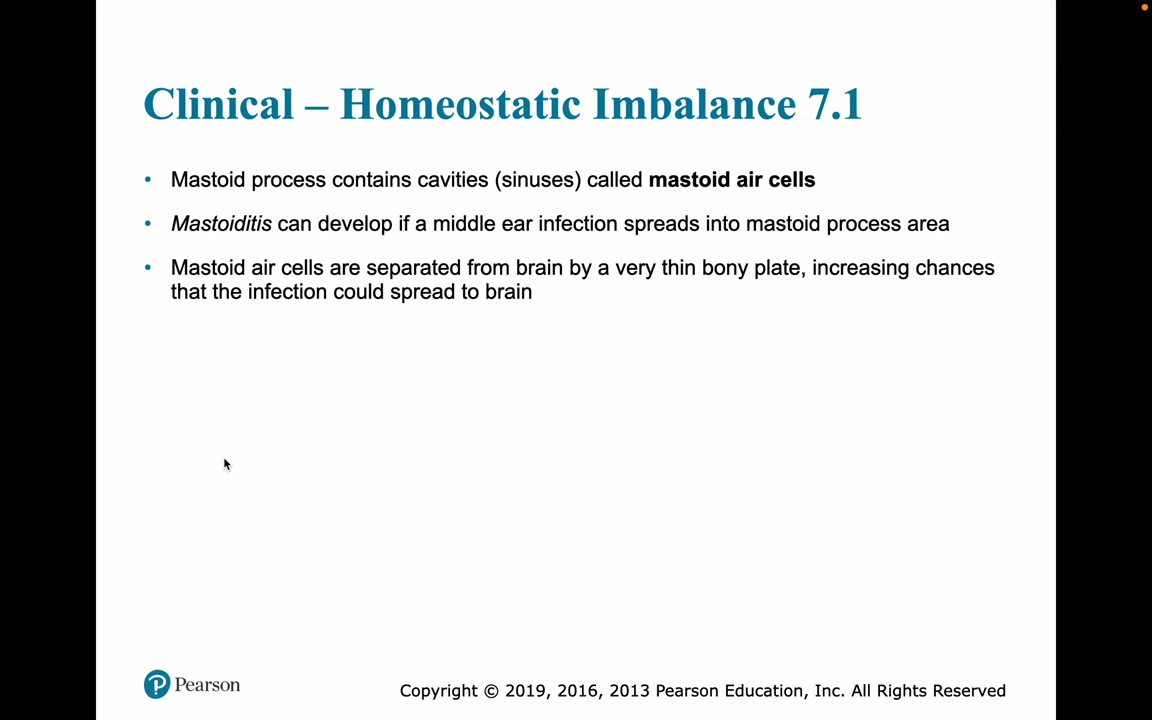 Clinical – Homeostatic Imbalance 7.1
• Mastoid process contains cavities (sinuses) called mastoid air cells
• Mastoiditis can develop if a middle ear infection spreads into mastoid process area
• Mastoid air cells are separated from brain by a very thin bony plate, increasing chances
that the infection could spread to brain
Pearson
Copyright © 2019, 2016, 2013 Pearson Education, Inc. All Rights Reserved